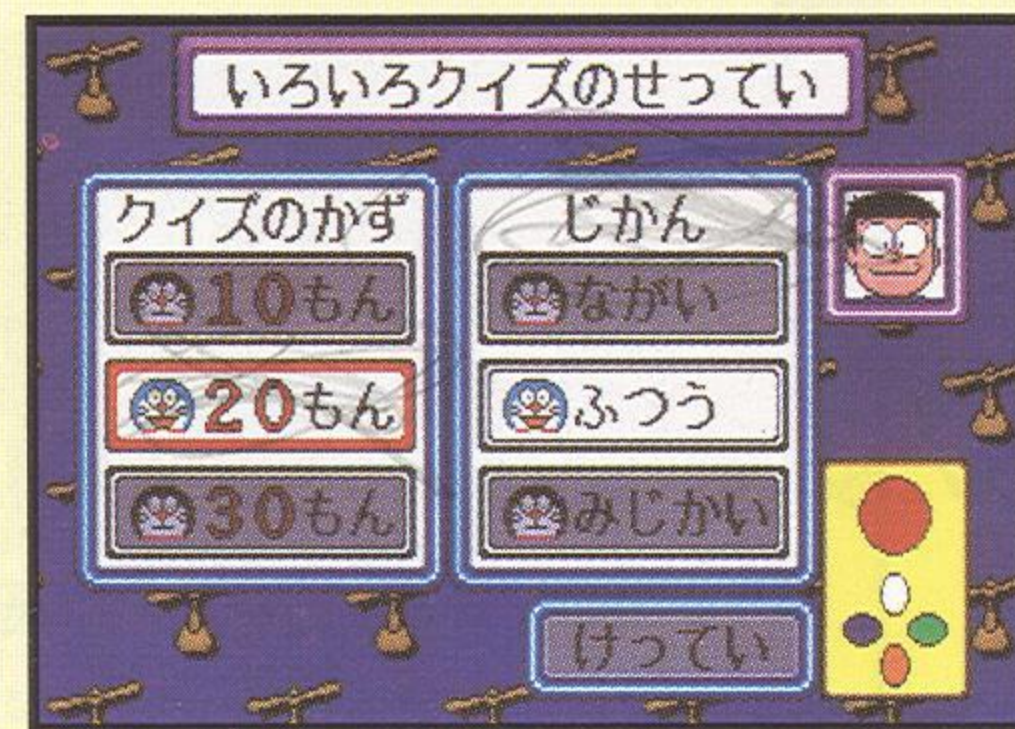 いろいろクイズのせってい
クイズのかず
10もん
20もん
30もん
じかん
ながい
ふつう
みじかい
けってい